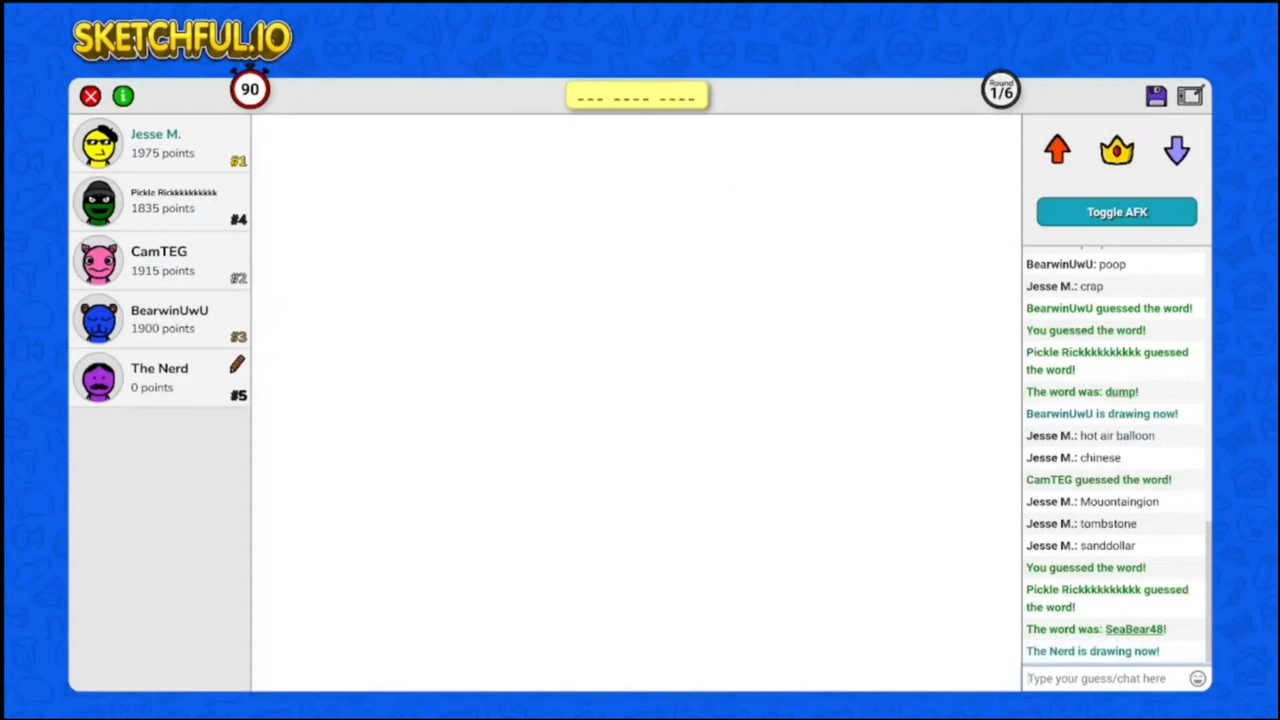 SKETCHFUL.IO
90
___ ____ ____
Round
1/6
Jesse M.
1975 points
#1
Pickle Rickkkkkkkkkk
1835 points
#4
CamTEG
1915 points
#2
BearwinUwU
1900 points
#3
The Nerd
0 points
#5
Toggle AFK
BearwinUwU: poop
Jesse M.: crap
BearwinUwU guessed the word!
You guessed the word!
Pickle Rickkkkkkkkkk guessed
the word!
The word was: dump!
BearwinUwU is drawing now!
Jesse M.: hot air balloon
Jesse M.: chinese
CamTEG guessed the word!
Jesse M.: Mouontaingion
Jesse M.: tombstone
Jesse M.: sanddollar
You guessed the word!
Pickle Rickkkkkkkkkk guessed
the word!
The word was: SeaBear48!
The Nerd is drawing now!
Type your guess/chat here